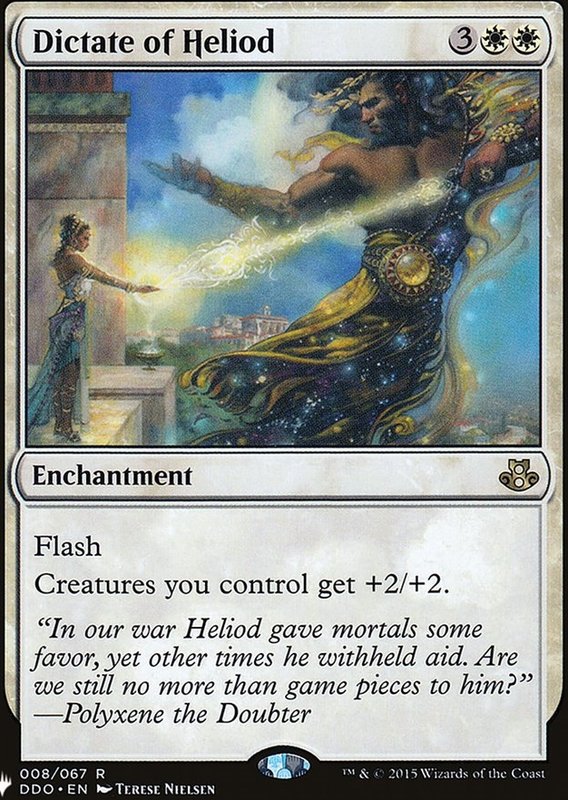 Dictate of Heliod 3
Enchantment
Flash
Creatures you control get +2/+2.
“In our war Heliod gave mortals some
favor, yet other times he withheld aid. Are
we still no more than game pieces to him?”
—Polyxene the Doubter
008/067 R
DDO • EN Terese Nielsen
™ & © 2015 Wizards of the Coast